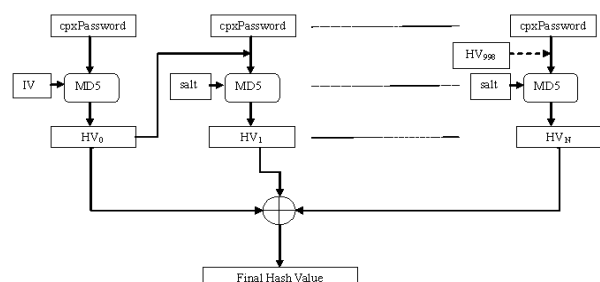 cpxPassword cpxPassword cpxPassword
HV998
IV MD5 salt MD5 salt MD5
HV0 HV1 HVN
Final Hash Value